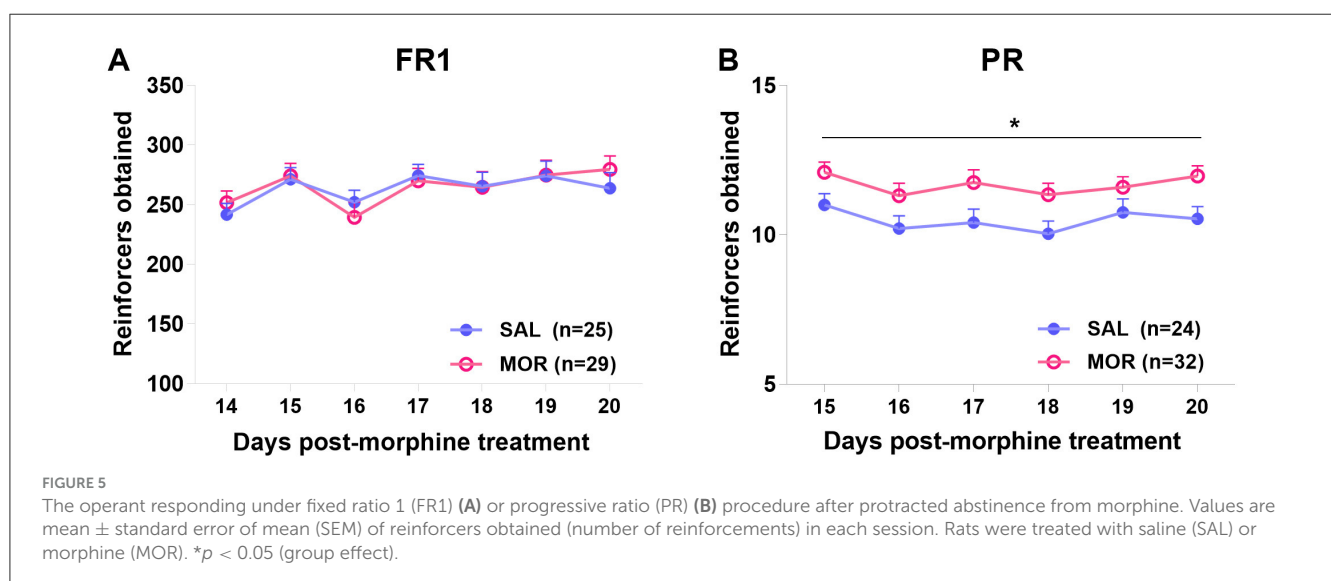 A
FR1
350
300
250
200
150
100
Reinforcers obtained
SAL (n=25)
MOR (n=29)
14 15 16 17 18 19 20
Days post-morphine treatment
B
PR
15
10
5
Reinforcers obtained
*
SAL (n=24)
MOR (n=32)
15 16 17 18 19 20
Days post-morphine treatment
FIGURE 5
The operant responding under fixed ratio 1 (FR1) (A) or progressive ratio (PR) (B) procedure after protracted abstinence from morphine. Values are
mean ± standard error of mean (SEM) of reinforcers obtained (number of reinforcements) in each session. Rats were treated with saline (SAL) or
morphine (MOR). *p < 0.05 (group effect).